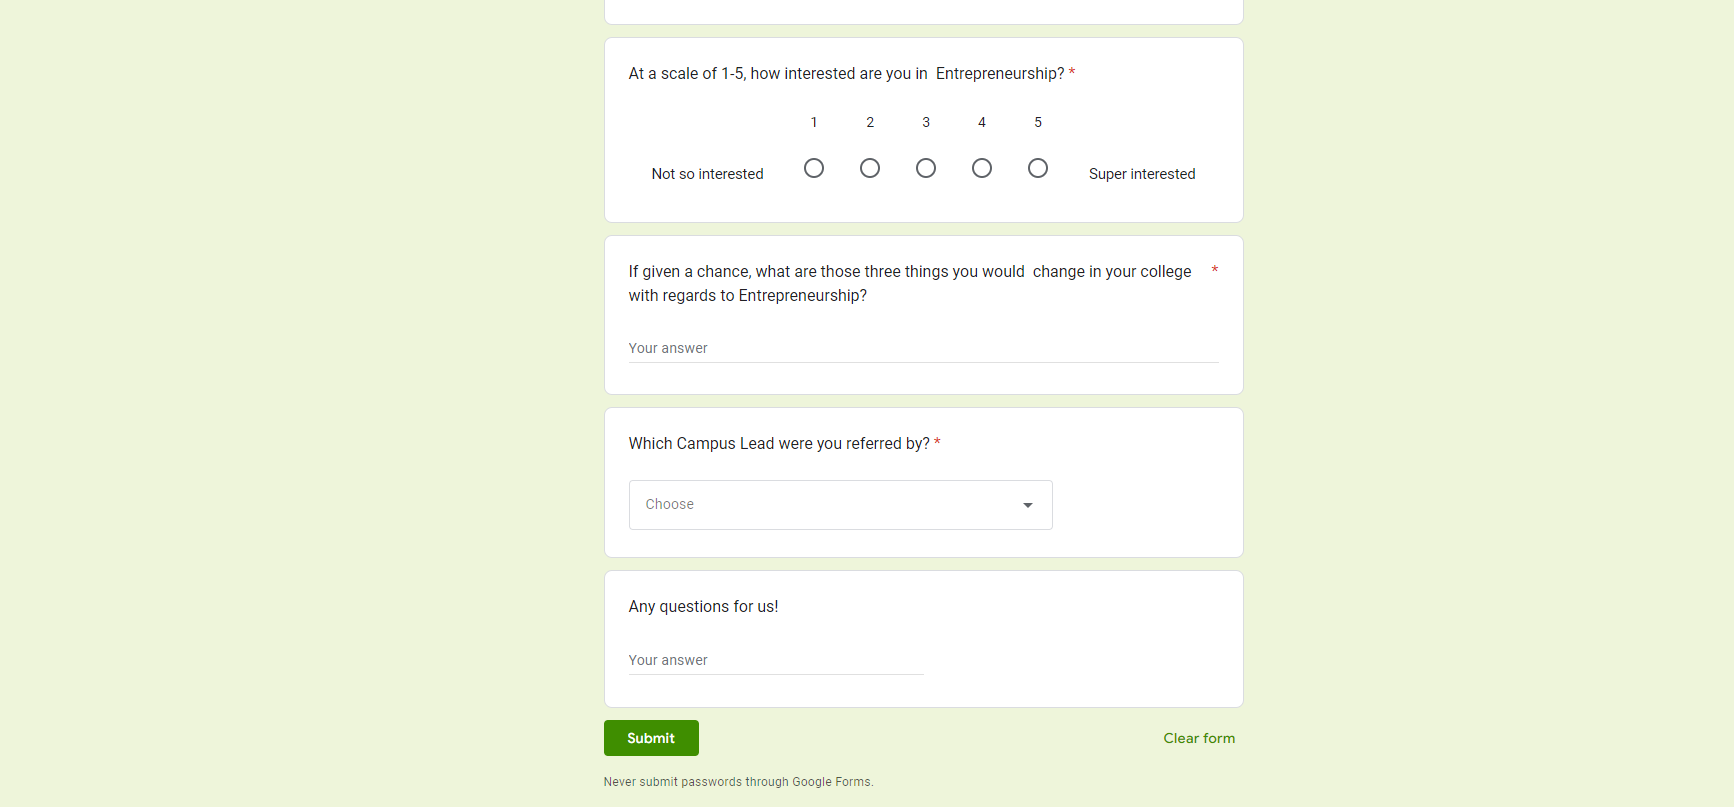 At a scale of 1-5, how interested are you in  Entrepreneurship? *
1 2 3 4 5
Not so interested Super interested
If given a chance, what are those three things you would  change in your college *
with regards to Entrepreneurship?
Your answer
Which Campus Lead were you referred by? *
Choose
Any questions for us!
Your answer
Submit Clear form
Never submit passwords through Google Forms.